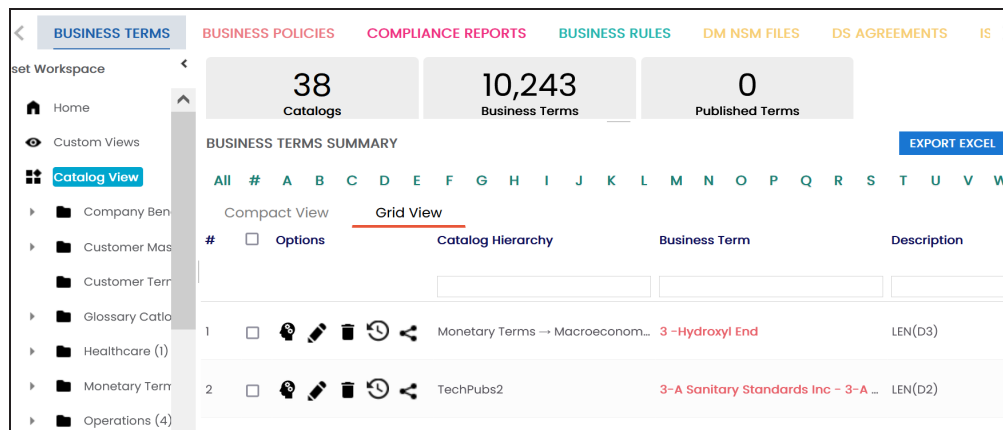 BUSINESS TERMS BUSINESS POLICIES COMPLIANCE REPORTS BUSINESS RULES DM NSM FILES DS AGREEMENTS IS
set Workspace
Home
Custom Views
Catalog View
Company Ben
Customer Mas
Customer Tern
Glossary Catlo
Healthcare (1)
Monetary Term
Operations (4)
38
Catalogs
10,243
Business Terms
0
Published Terms
BUSINESS TERMS SUMMARY
EXPORT EXCEL
All # A B C D E F G H I J K L M N O P Q R S T U V W
Compact View Grid View
# Options Catalog Hierarchy Business Term Description
1 Monetary Terms → Macroeconom... 3 -Hydroxyl End LEN(D3)
2 TechPubs2 3-A Sanitary Standards Inc - 3-A ... LEN(D2)